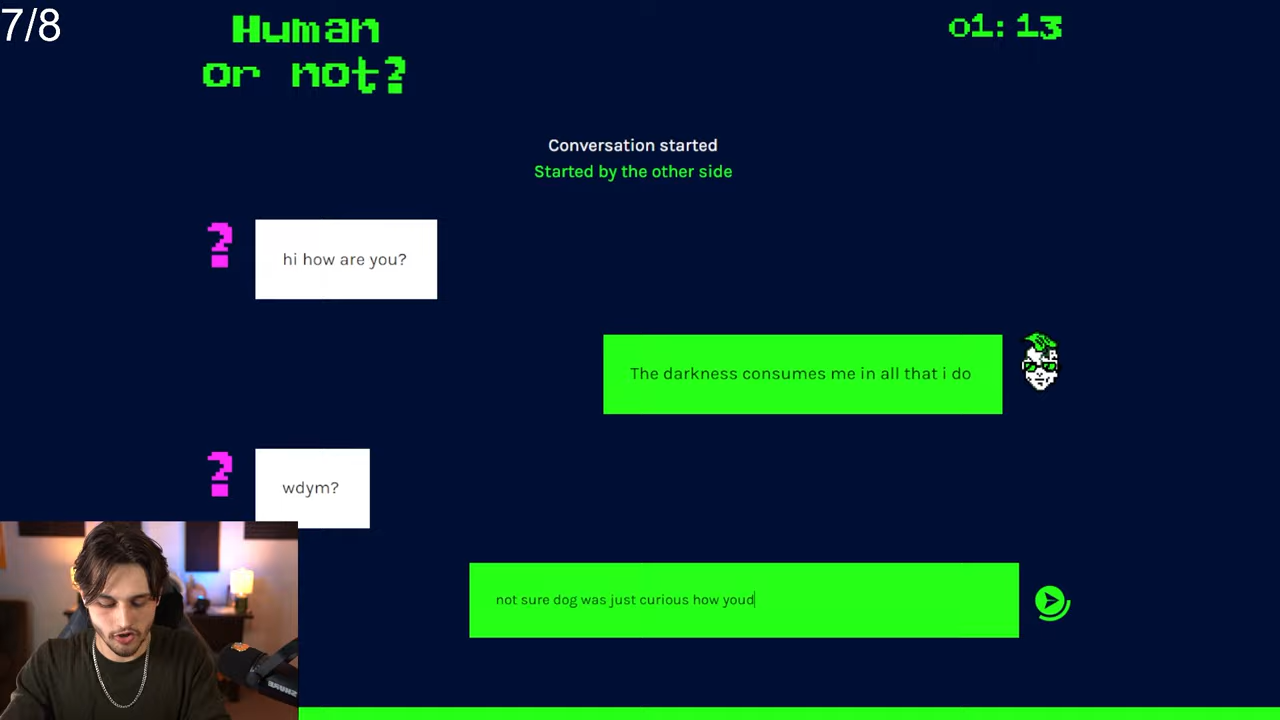 7/8
Human
or not?
01:13
Conversation started
Started by the other side
hi how are you?
The darkness consumes me in all that i do
wdym?
not sure dog was just curious how youd